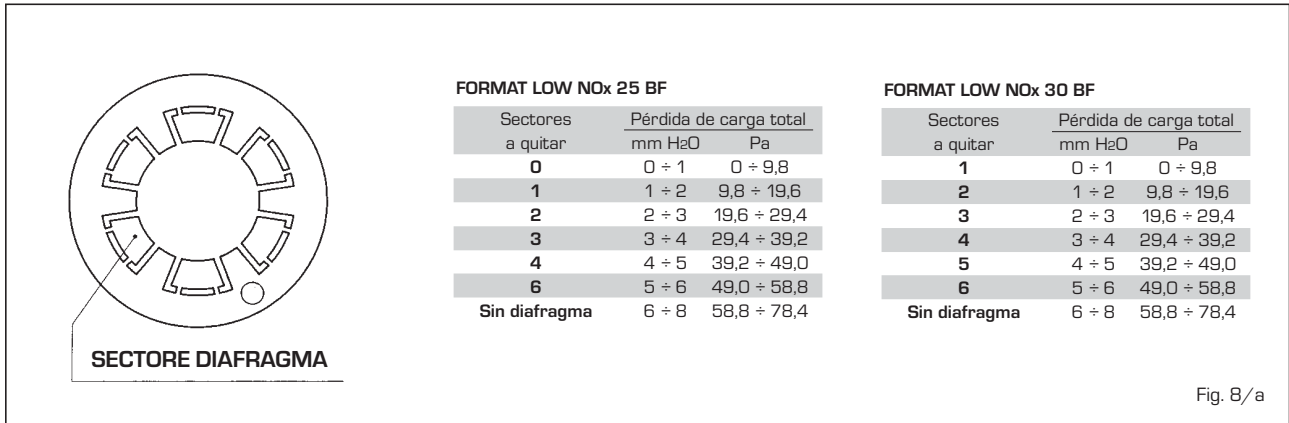 SECTORE DIAFRAGMA
FORMAT LOW NOx 25 BF
Sectores Pérdida de carga total
a quitar mm H2O Pa
0 0 ÷ 1 0 ÷ 9,8
1 1 ÷ 2 9,8 ÷ 19,6
2 2 ÷ 3 19,6 ÷ 29,4
3 3 ÷ 4 29,4 ÷ 39,2
4 4 ÷ 5 39,2 ÷ 49,0
6 5 ÷ 6 49,0 ÷ 58,8
Sin diafragma 6 ÷ 8 58,8 ÷ 78,4
FORMAT LOW NOx 30 BF
Sectores Pérdida de carga total
a quitar mm H2O Pa
1 0 ÷ 1 0 ÷ 9,8
2 1 ÷ 2 9,8 ÷ 19,6
3 2 ÷ 3 19,6 ÷ 29,4
4 3 ÷ 4 29,4 ÷ 39,2
5 4 ÷ 5 39,2 ÷ 49,0
6 5 ÷ 6 49,0 ÷ 58,8
Sin diafragma 6 ÷ 8 58,8 ÷ 78,4
Fig. 8/a